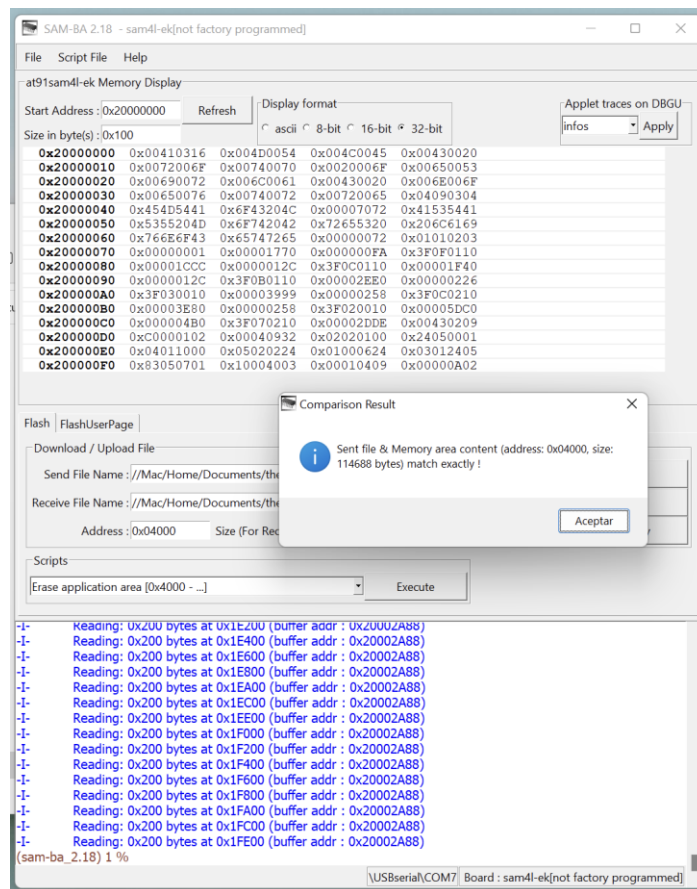 SAM-BA 2.18 - sam4l-ek[not factory programmed]
File Script File Help
at91sam4l-ek Memory Display
Start Address : 0x20000000 Refresh
Size in byte(s) : 0x100
Display format
ascii 8-bit 16-bit 32-bit
Applet traces on DBGU
infos Apply
0x20000000 0x00410316 0x004D0054 0x004C0045 0x00430020
0x20000010 0x0072006F 0x00740070 0x0020006F 0x00650053
0x20000020 0x00690072 0x006C0061 0x00430020 0x006E006F
0x20000030 0x00650076 0x00740072 0x00720065 0x04090304
0x20000040 0x454D5441 0x6F43204C 0x00007072 0x41535441
0x20000050 0x5355204D 0x6F742042 0x72655320 0x206C6169
0x20000060 0x766E6F43 0x65747265 0x00000072 0x01010203
0x20000070 0x00000001 0x00001770 0x000000FA 0x3F0F0110
0x20000080 0x00001CCC 0x0000012C 0x3F0C0110 0x00001F40
0x20000090 0x0000012C 0x3F0B0110 0x00002EE0 0x00000226
0x200000A0 0x3F030010 0x00003999 0x00000258 0x3F0C0210
0x200000B0 0x00003E80 0x00000258 0x3F020010 0x00005DC0
0x200000C0 0x000004B0 0x3F070210 0x00002DDE 0x00430209
0x200000D0 0xC0000102 0x00040932 0x02020100 0x24050001
0x200000E0 0x04011000 0x05020224 0x01000624 0x03012405
0x200000F0 0x83050701 0x10004003 0x00010409 0x00000A02
Flash FlashUserPage
Download / Upload File
Send File Name : //Mac/Home/Documents/the
Receive File Name : //Mac/Home/Documents/the
Address : 0x04000 Size (For Rec
Comparison Result
Sent file & Memory area content (address: 0x04000, size:
114688 bytes) match exactly !
Aceptar
Scripts
Erase application area [0x4000 - ...] Execute
-I- Reading: 0x200 bytes at 0x1E200 (buffer addr : 0x20002A88)
-I- Reading: 0x200 bytes at 0x1E400 (buffer addr : 0x20002A88)
-I- Reading: 0x200 bytes at 0x1E600 (buffer addr : 0x20002A88)
-I- Reading: 0x200 bytes at 0x1E800 (buffer addr : 0x20002A88)
-I- Reading: 0x200 bytes at 0x1EA00 (buffer addr : 0x20002A88)
-I- Reading: 0x200 bytes at 0x1EC00 (buffer addr : 0x20002A88)
-I- Reading: 0x200 bytes at 0x1EE00 (buffer addr : 0x20002A88)
-I- Reading: 0x200 bytes at 0x1F000 (buffer addr : 0x20002A88)
-I- Reading: 0x200 bytes at 0x1F200 (buffer addr : 0x20002A88)
-I- Reading: 0x200 bytes at 0x1F400 (buffer addr : 0x20002A88)
-I- Reading: 0x200 bytes at 0x1F600 (buffer addr : 0x20002A88)
-I- Reading: 0x200 bytes at 0x1F800 (buffer addr : 0x20002A88)
-I- Reading: 0x200 bytes at 0x1FA00 (buffer addr : 0x20002A88)
-I- Reading: 0x200 bytes at 0x1FC00 (buffer addr : 0x20002A88)
-I- Reading: 0x200 bytes at 0x1FE00 (buffer addr : 0x20002A88)
(sam-ba_2.18) 1 %
\USBserial\COM7 Board : sam4l-ek[not factory programmed]